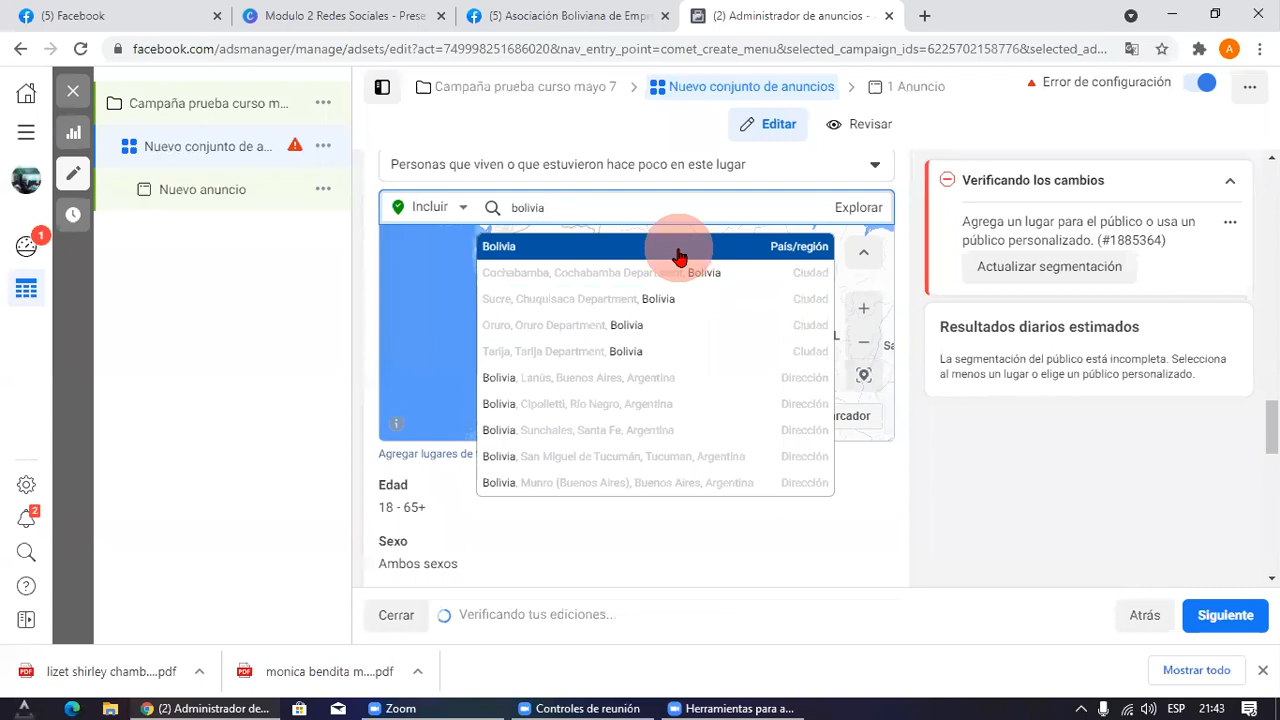 (5) Facebook
Modulo 2 Redes Sociales - Prese
(5) Asociación Boliviana de Empr
(2) Administrador de anuncios -
facebook.com/adsmanager/manage/adsets/edit?act=749998251686020&nav_entry_point=comet_create_menu&selected_campaign_ids=6225702158776&selected_ad...
A
Campaña prueba curso m...
Nuevo conjunto de a...
Nuevo anuncio
1
2
Campaña prueba curso mayo 7
Nuevo conjunto de anuncios
1 Anuncio
Error de configuración
Editar
Revisar
Personas que viven o que estuvieron hace poco en este lugar
Incluir
bolivia
Explorar
Bolivia País/región
Cochabamba, Cochabamba Department, Bolivia Ciudad
Sucre, Chuquisaca Department, Bolivia Ciudad
Oruro, Oruro Department, Bolivia Ciudad
Tarija, Tarija Department, Bolivia Ciudad
Bolivia, Lanús, Buenos Aires, Argentina Dirección
Bolivia, Cipolletti, Río Negro, Argentina Dirección
Bolivia, Sunchales, Santa Fe, Argentina Dirección
Bolivia, San Miguel de Tucumán, Tucuman, Argentina Dirección
Bolivia, Munro (Buenos Aires), Buenos Aires, Argentina Dirección
L
Sa
arcador
Agregar lugares de
Edad
18 - 65+
Sexo
Ambos sexos
Verificando los cambios
Agrega un lugar para el público o usa un
público personalizado. (#1885364)
Actualizar segmentación
Resultados diarios estimados
La segmentación del público está incompleta. Selecciona
al menos un lugar o elige un público personalizado.
Cerrar
Verificando tus ediciones...
Atrás
Siguiente
lizet shirley chamb....pdf
monica bendita m....pdf
Mostrar todo
(2) Administrador de...
Zoom
Controles de reunión
Herramientas para a...
ESP
21:43